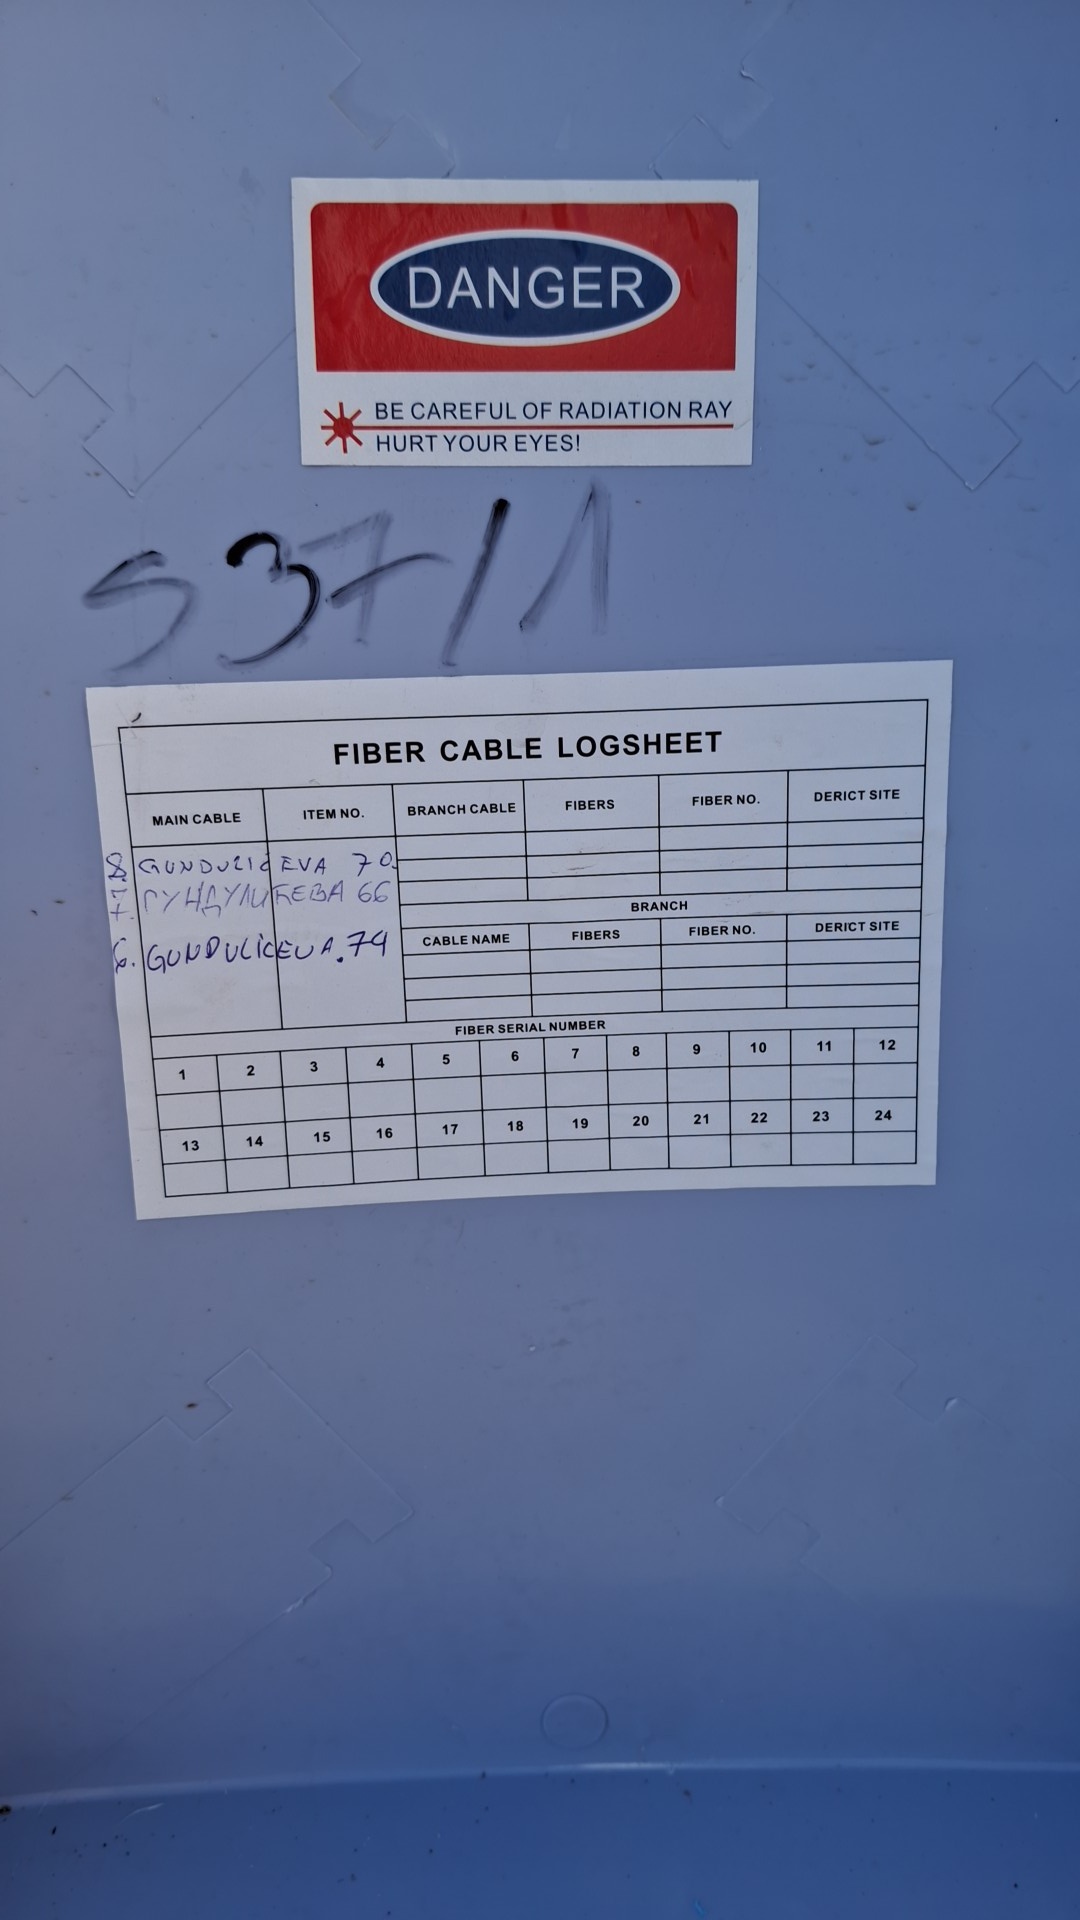 DANGER
BE CAREFUL OF RADIATION RAY
HURT YOUR EYES!
S37/1
FIBER CABLE LOGSHEET
MAIN CABLE ITEM NO. BRANCH CABLE FIBERS FIBER NO. DERICT SITE
8. GUNDULIĆEVA 70.
7. ГУНДУЛИЋЕВА 66
BRANCH
CABLE NAME FIBERS FIBER NO. DERICT SITE
6. GUNDULIĆEVA.74
FIBER SERIAL NUMBER
1 2 3 4 5 6 7 8 9 10 11 12
13 14 15 16 17 18 19 20 21 22 23 24